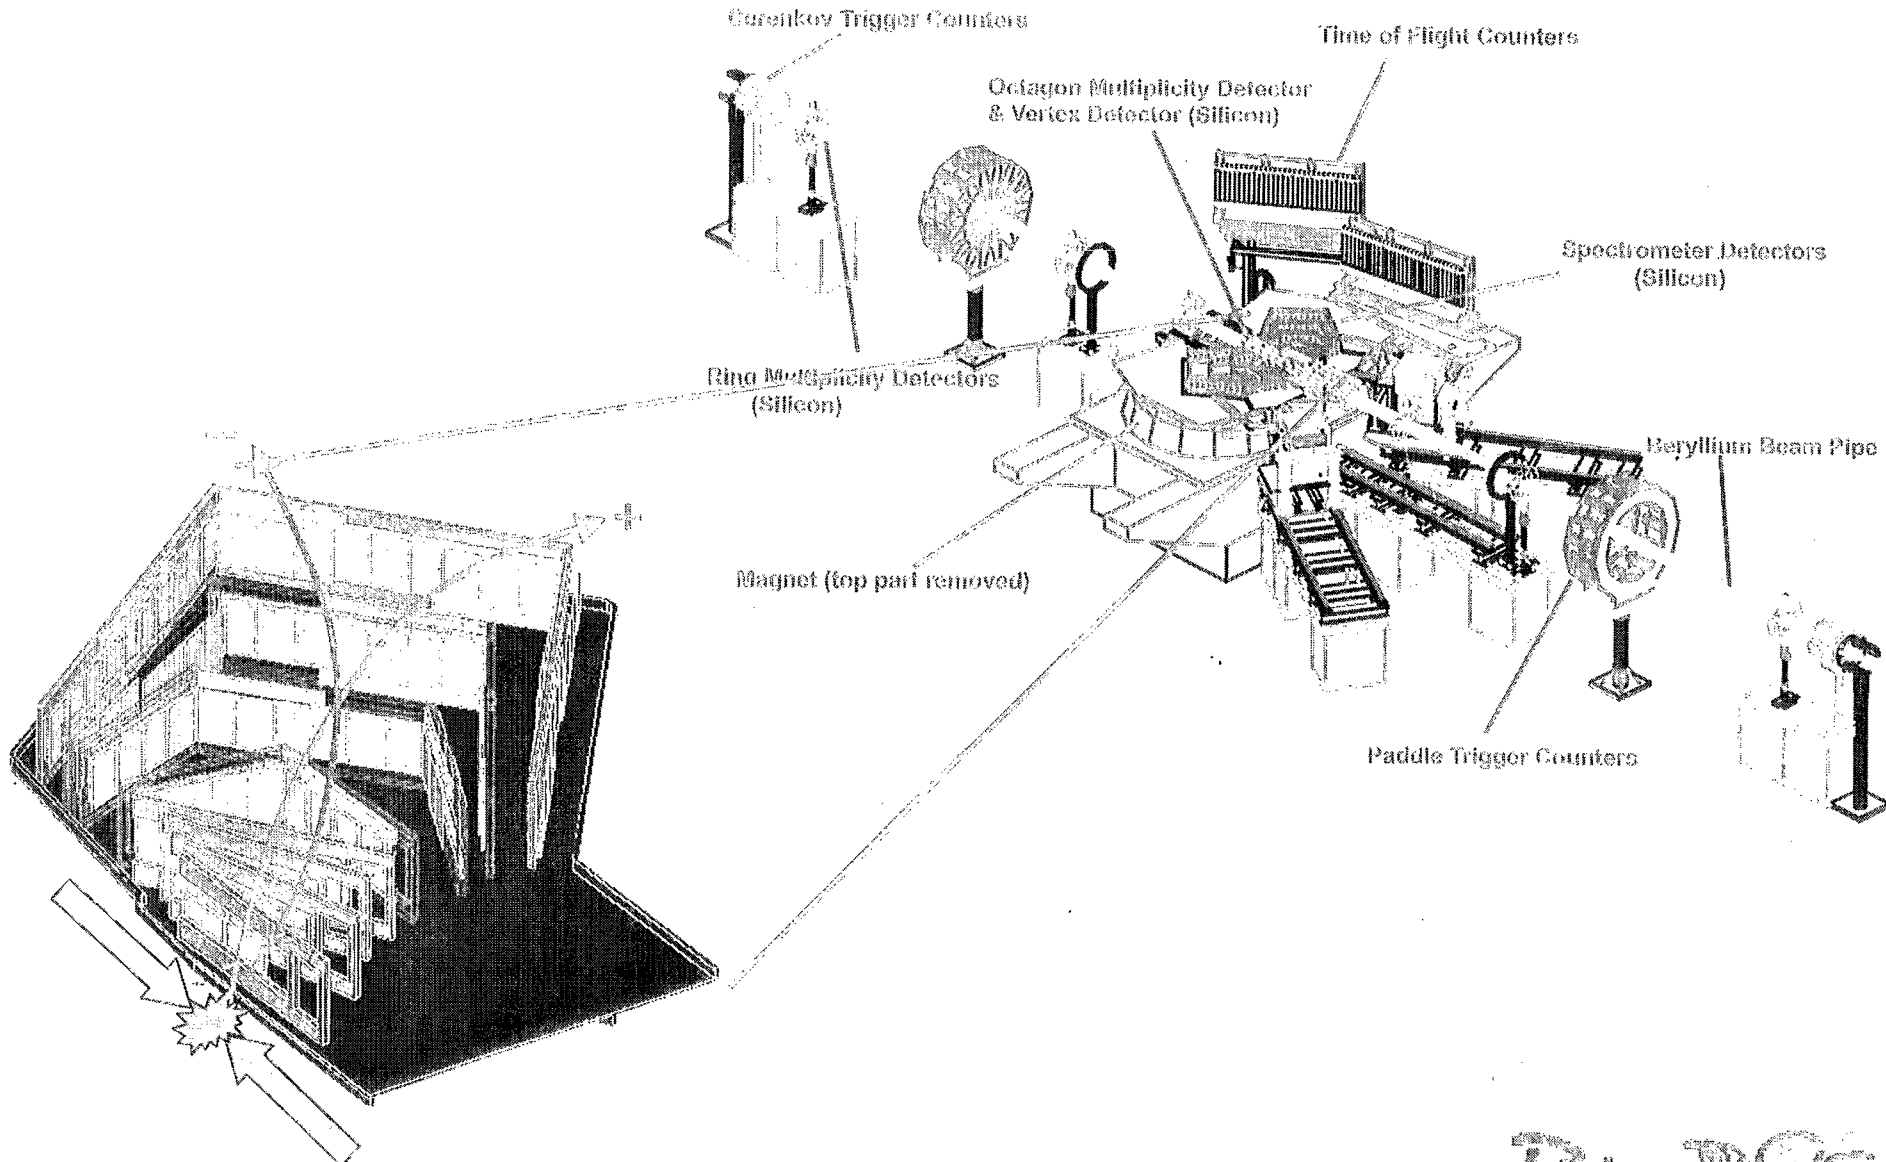 Cerenkov Trigger Counters
Time of Flight Counters
Octagon Multiplicity Detector
& Vertex Detector (Silicon)
Spectrometer Detectors
(Silicon)
Ring Multiplicity Detectors
(Silicon)
Beryllium Beam Pipe
Magnet (top part removed)
Paddle Trigger Counters